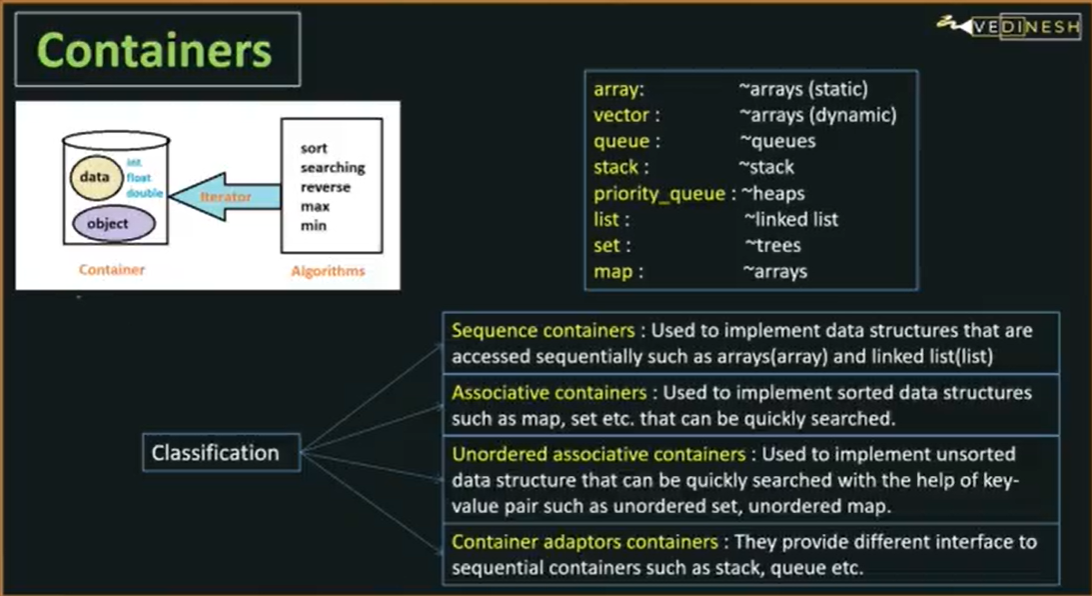 Containers
VEDINESH
data
int
float
double
object
Iterator
sort
searching
reverse
max
min
Container
Algorithms
array: ~arrays (static)
vector : ~arrays (dynamic)
queue : ~queues
stack : ~stack
priority_queue : ~heaps
list : ~linked list
set : ~trees
map : ~arrays
Classification
Sequence containers : Used to implement data structures that are
accessed sequentially such as arrays(array) and linked list(list)
Associative containers : Used to implement sorted data structures
such as map, set etc. that can be quickly searched.
Unordered associative containers : Used to implement unsorted
data structure that can be quickly searched with the help of key-
value pair such as unordered set, unordered map.
Container adaptors containers : They provide different interface to
sequential containers such as stack, queue etc.